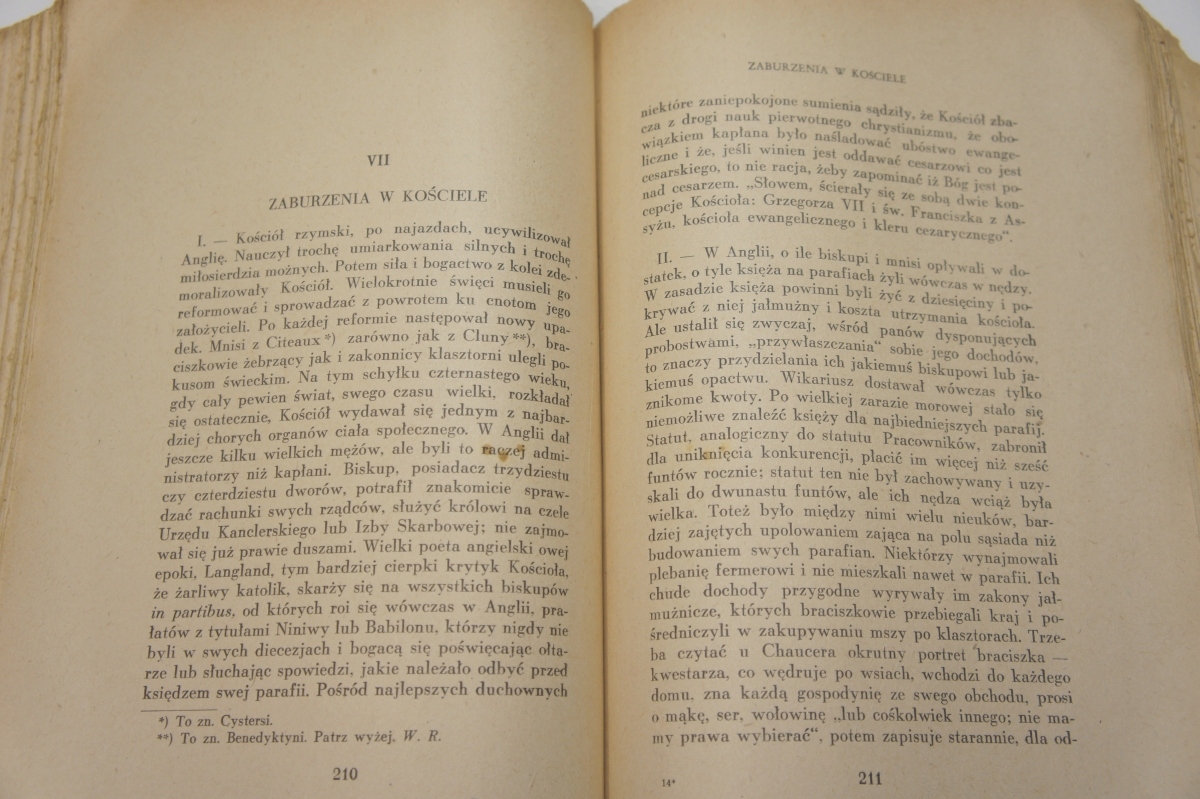 VII
ZABURZENIA W KOŚCIELE
I. — Kościół rzymski, po najazdach, ucywilizował
Anglię. Nauczył trochę umiarkowania silnych i trochę
miłosierdzia możnych. Potem siła i bogactwo z kolei zde-
moralizowały Kościół. Wielokrotnie święci musieli go
reformować i sprowadzać z powrotem ku cnotom jego
założycieli. Po każdej reformie następował nowy upa-
dek. Mnisi z Citeaux*) zarówno jak z Cluny**), bra-
ciszkowie żebrzący jak i zakonnicy klasztorni ulegli po-
kusom świeckim. Na tym schyłku czternastego wieku,
gdy cały pewien świat, swego czasu wielki, rozkładał
się ostatecznie, Kościół wydawał się jednym z najbar-
dziej chorych organów ciała społecznego. W Anglii dał
jeszcze kilku wielkich mężów, ale byli to raczej admi-
nistratorzy niż kapłani. Biskup, posiadacz trzydziestu
czy czterdziestu dworów, potrafił znakomicie spraw-
dzać rachunki swych rządców, służyć królowi na czele
Urzędu Kanclerskiego lub Izby Skarbowej; nie zajmo-
wał się już prawie duszami. Wielki poeta angielski owej
epoki, Langland, tym bardziej cierpki krytyk Kościoła,
że żarliwy katolik, skarży się na wszystkich biskupów
in partibus, od których roi się wówczas w Anglii, pra-
łatów z tytułami Niniwy lub Babilonu, którzy nigdy nie
byli w swych diecezjach i bogacą się poświęcając ołta-
rze lub słuchając spowiedzi, jakie należało odbyć przed
księdzem swej parafii. Pośród najlepszych duchownych
*) To zn. Cystersi.
**) To zn. Benedyktyni. Patrz wyżej, W. R.
210
ZABURZENIA W KOŚCIELE
niektóre zaniepokojone sumienia sądziły, że Kościół zba-
cza z drogi nauk pierwotnego chrystianizmu, że obo-
wiązkiem kapłana było naśladować ubóstwo ewange-
liczne i że, jeśli winien jest oddawać cesarzowi co jest
cesarskiego, to nie racja, żeby zapominać iż Bóg jest po-
nad cesarzem. „Słowem, ścierały się ze sobą dwie kon-
cepcje Kościoła: Grzegorza VII i św. Franciszka z As-
syżu, kościoła ewangelicznego i kleru cezarycznego“.
II. — W Anglii, o ile biskupi i mnisi opływali w do-
statek, o tyle księża na parafiach żyli wówczas w nędzy.
W zasadzie księża powinni byli żyć z dziesięciny i po-
krywać z niej jałmużny i koszta utrzymania kościoła.
Ale ustalił się zwyczaj, wśród panów dysponujących
probostwami, „przywłaszczania“ sobie jego dochodów,
to znaczy przydzielania ich jakiemuś biskupowi lub ja-
kiemuś opactwu. Wikariusz dostawał wówczas tylko
znikome kwoty. Po wielkiej zarazie morowej stało się
niemożliwe znaleźć księży dla najbiedniejszych parafij.
Statut, analogiczny do statutu Pracowników, zabronił
dla uniknięcia konkurencji, płacić im więcej niż sześć
funtów rocznie; statut ten nie był zachowywany i uzy-
skali do dwunastu funtów, ale ich nędza wciąż była
wielka. Toteż było między nimi wielu nieuków, bar-
dziej zajętych upolowaniem zająca na polu sąsiada niż
budowaniem swych parafian. Niektórzy wynajmowali
plebanię fermerowi i nie mieszkali nawet w parafii. Ich
chude dochody przygodne wyrywały im zakony jał-
mużnicze, których braciszkowie przebiegali kraj i po-
średniczyli w zakupywaniu mszy po klasztorach. Trze-
ba czytać u Chaucera okrutny portret braciszka —
kwestarza, co wędruje po wsiach, wchodzi do każdego
domu, zna każdą gospodynię ze swego obchodu, prosi
o mąkę, ser, wołowinę „lub cośkolwiek innego; nie ma-
my prawa wybierać“, potem zapisuje starannie, dla od-
14*
211